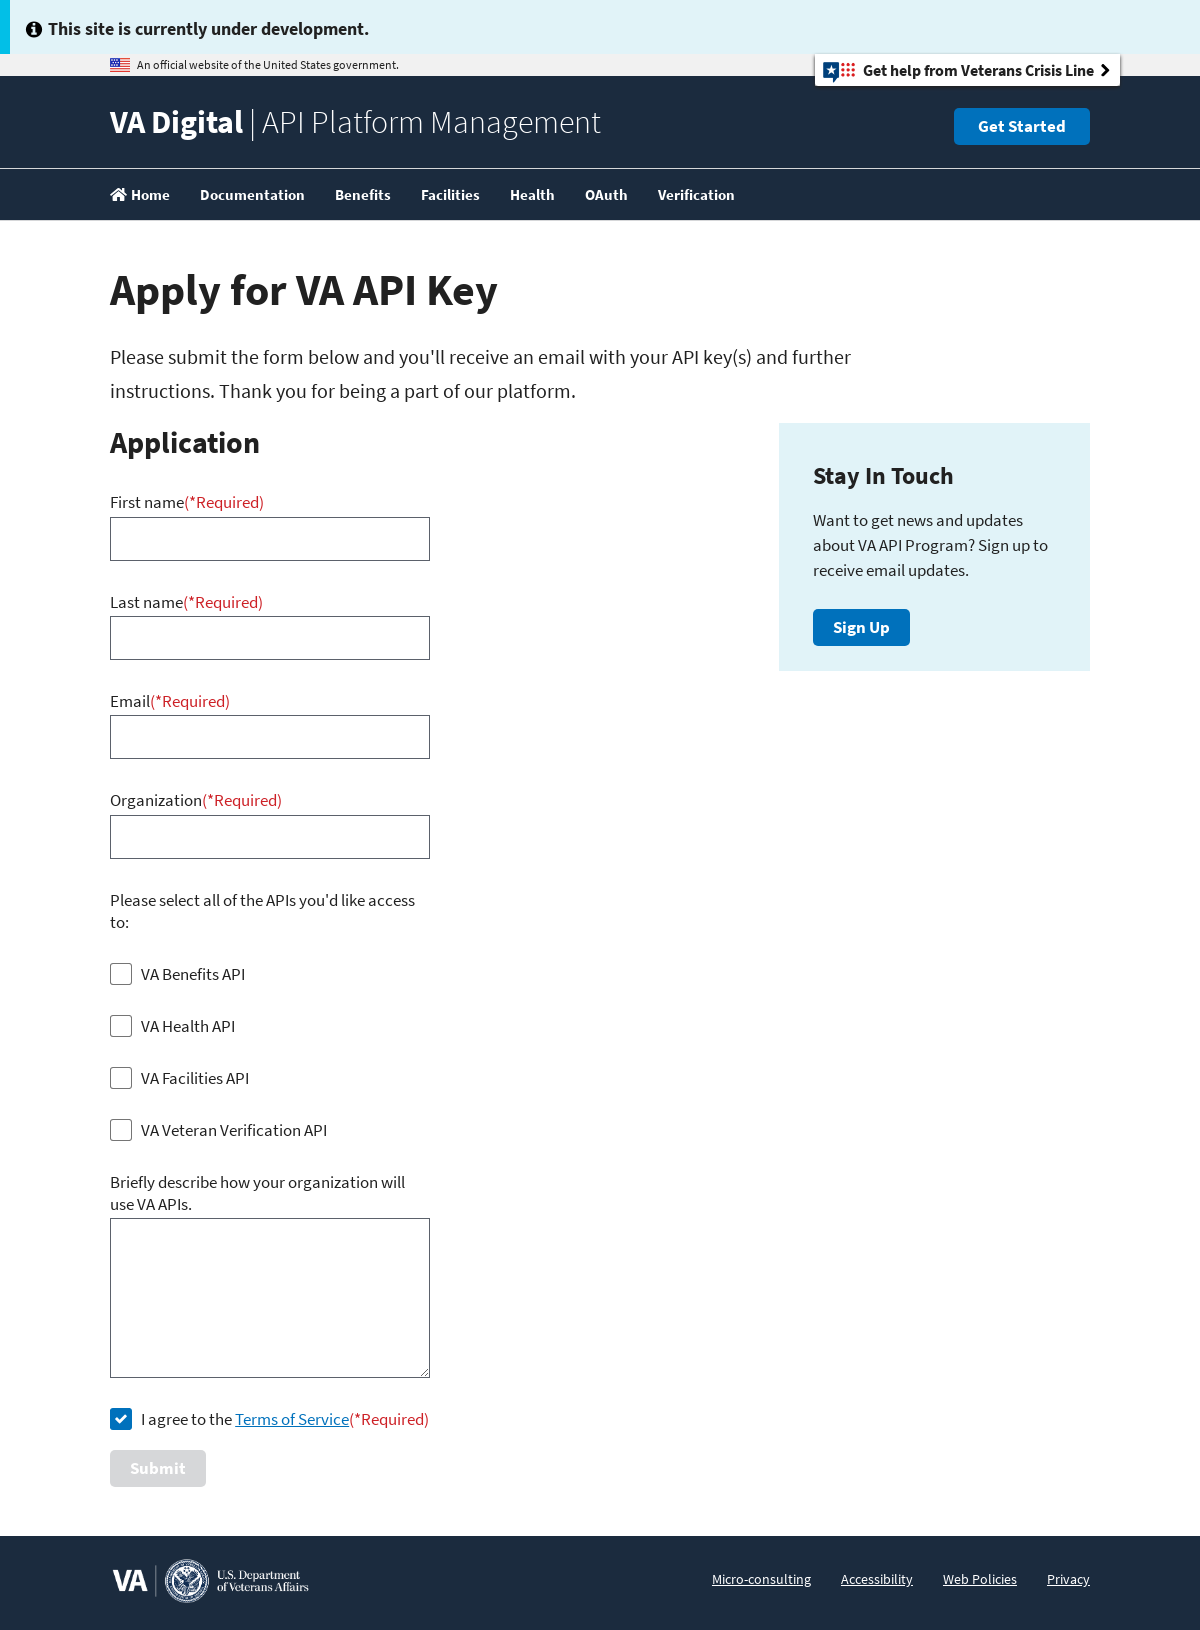 This site is currently under development.
An official website of the United States government.
Get help from Veterans Crisis Line
VA Digital | API Platform Management
Get Started
Home Documentation Benefits Facilities Health OAuth Verification
Apply for VA API Key
Please submit the form below and you'll receive an email with your API key(s) and further
instructions. Thank you for being a part of our platform.
Application
First name(*Required)
Last name(*Required)
Email(*Required)
Organization(*Required)
Please select all of the APIs you'd like access
to:
VA Benefits API
VA Health API
VA Facilities API
VA Veteran Verification API
Briefly describe how your organization will
use VA APIs.
I agree to the Terms of Service(*Required)
Submit
Stay In Touch
Want to get news and updates
about VA API Program? Sign up to
receive email updates.
Sign Up
VA
U.S. Department
of Veterans Affairs
Micro-consulting Accessibility Web Policies Privacy